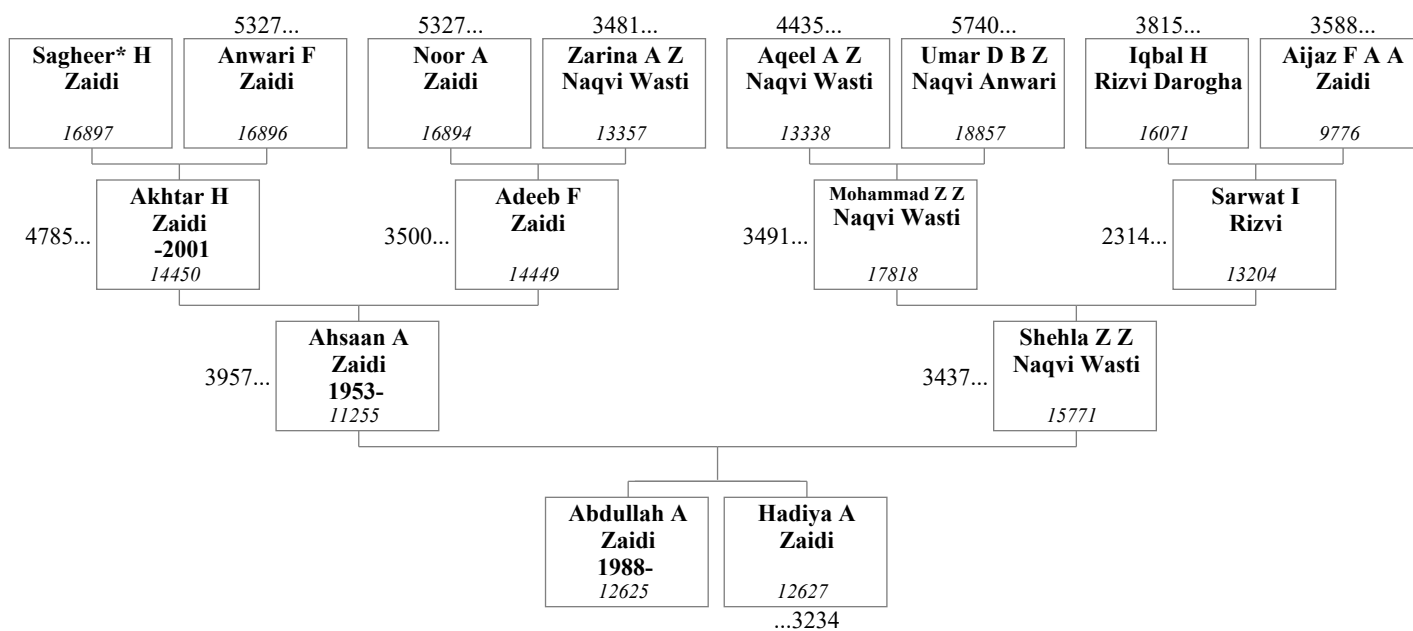 5327... 5327... 3481... 4435... 5740... 3815... 3588...
Sagheer* H Anwari F Noor A Zarina A Z Aqeel A Z Umar D B Z Iqbal H Aijaz F A A
Zaidi Zaidi Zaidi Naqvi Wasti Naqvi Wasti Naqvi Anwari Rizvi Darogha Zaidi
16897 16896 16894 13357 13338 18857 16071 9776
Akhtar H Adeeb F Mohammad Z Z Sarwat I
Zaidi Zaidi Naqvi Wasti Rizvi
4785... -2001 3500... 3491... 2314...
14450 14449 17818 13204
Ahsaan A Shehla Z Z
Zaidi Naqvi Wasti
3957... 1953- 3437...
11255 15771
Abdullah A Hadiya A
Zaidi Zaidi
1988-
12625 12627
...3234